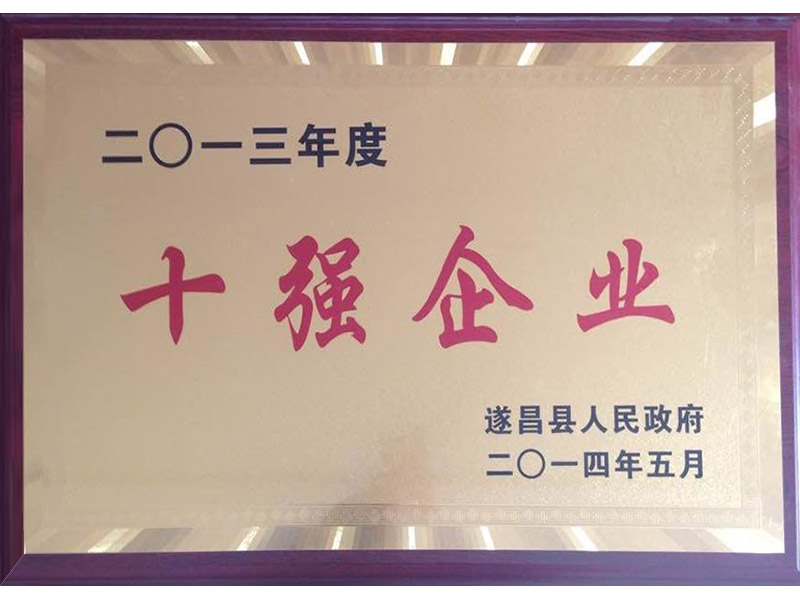 二〇一三年度
十强企业
遂昌县人民政府
二〇一四年五月